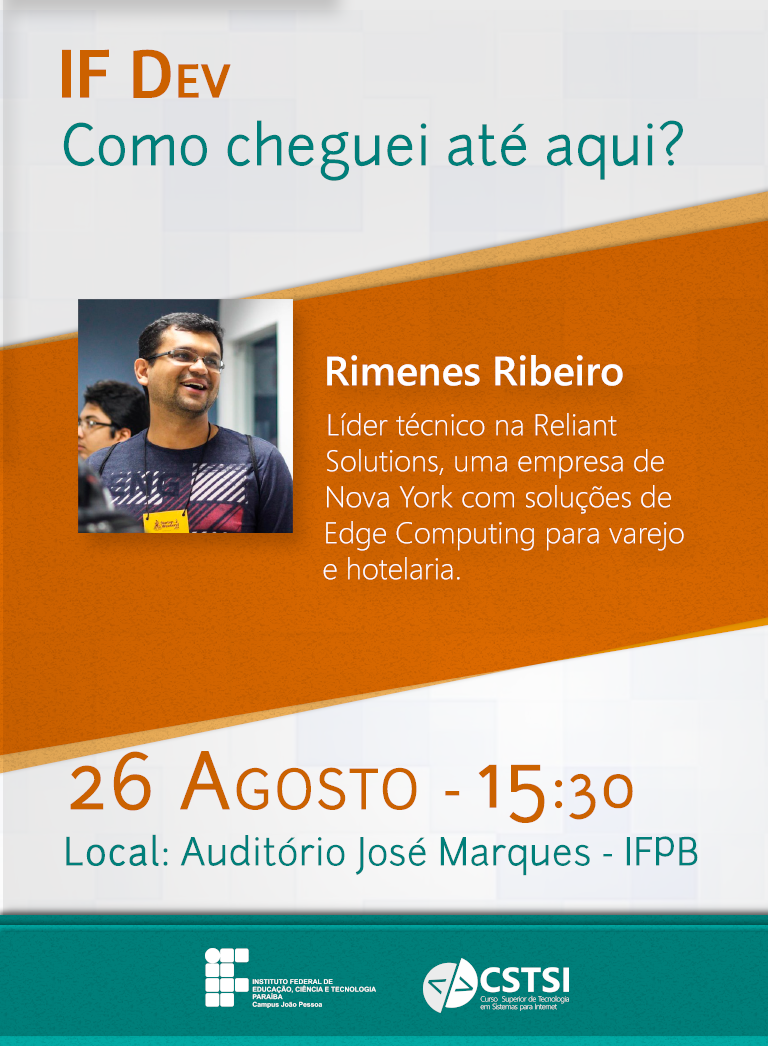 IF DEV
Como cheguei até aqui?
Rimenes Ribeiro
Líder técnico na Reliant
Solutions, uma empresa de
Nova York com soluções de
Edge Computing para varejo
e hotelaria.
26 AGOSTO - 15:30
Local: Auditório José Marques - IFPB
INSTITUTO FEDERAL DE
EDUCAÇÃO, CIÊNCIA E TECNOLOGIA
PARAÍBA
Campus João Pessoa
</> CSTSI
Curso Superior de Tecnologia
em Sistemas para Internet